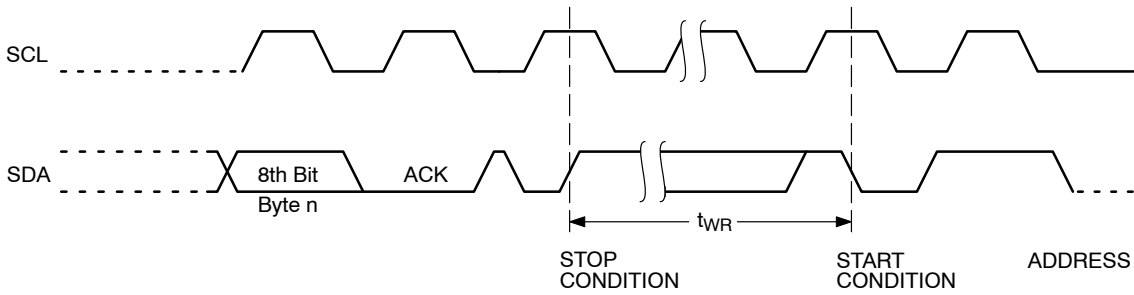 SCL
SDA
8th Bit
Byte n
ACK
tWR
STOP
CONDITION
START
CONDITION
ADDRESS